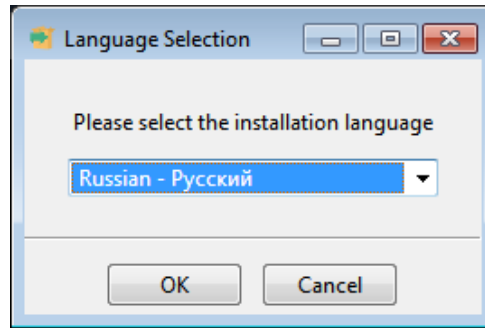 Language Selection
Please select the installation language
Russian - Русский
OK
Cancel